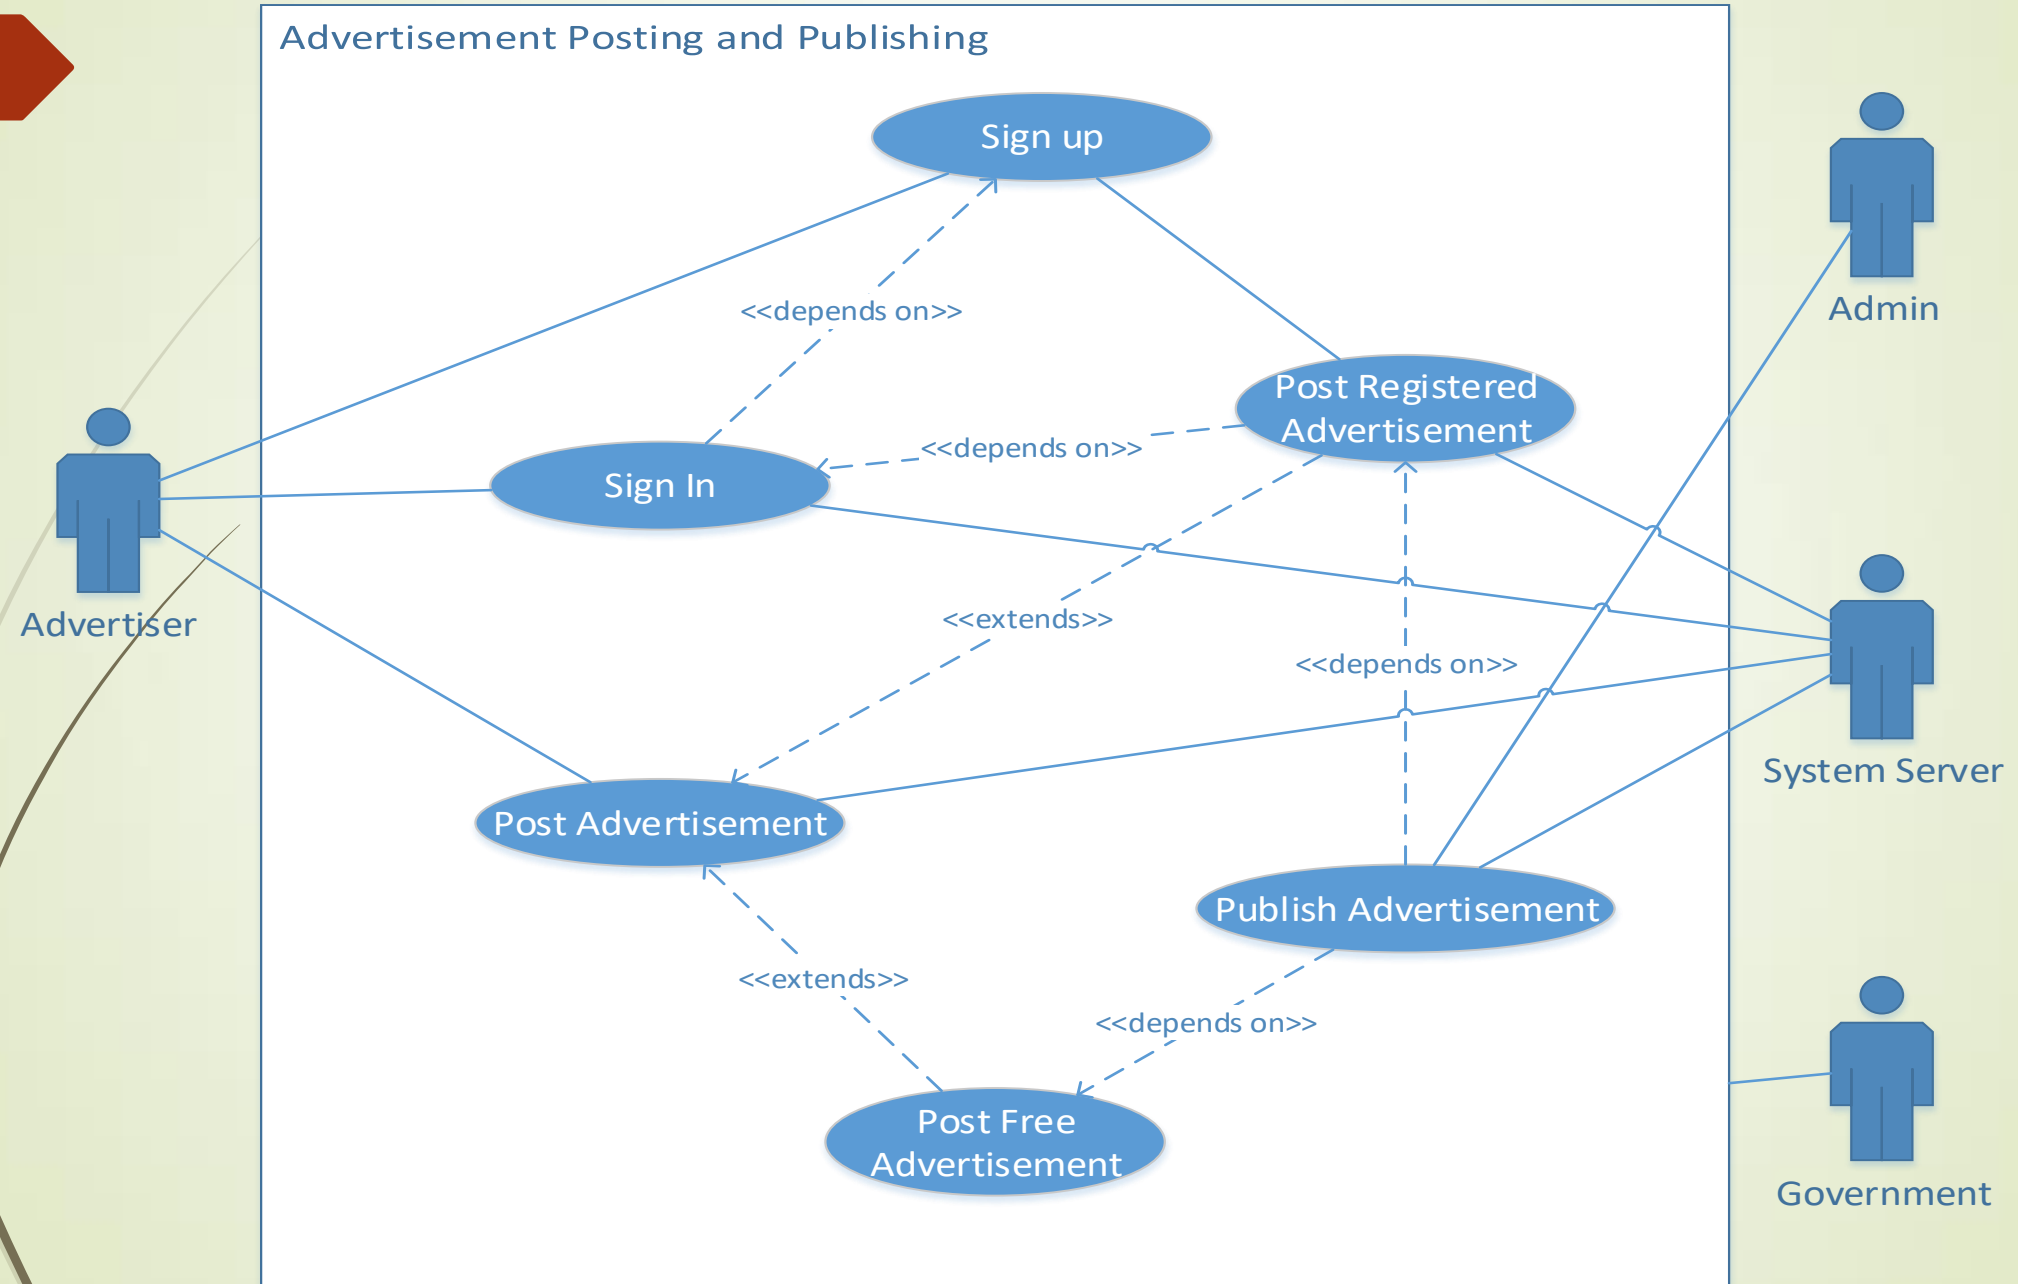 Advertisement Posting and Publishing
Sign up
Admin
<<depends on>>
Post Registered
Advertisement
<<depends on>>
Sign In
Advertiser
<<extends>>
<<depends on>>
System Server
Post Advertisement
Publish Advertisement
<<extends>>
<<depends on>>
Post Free
Advertisement
Government